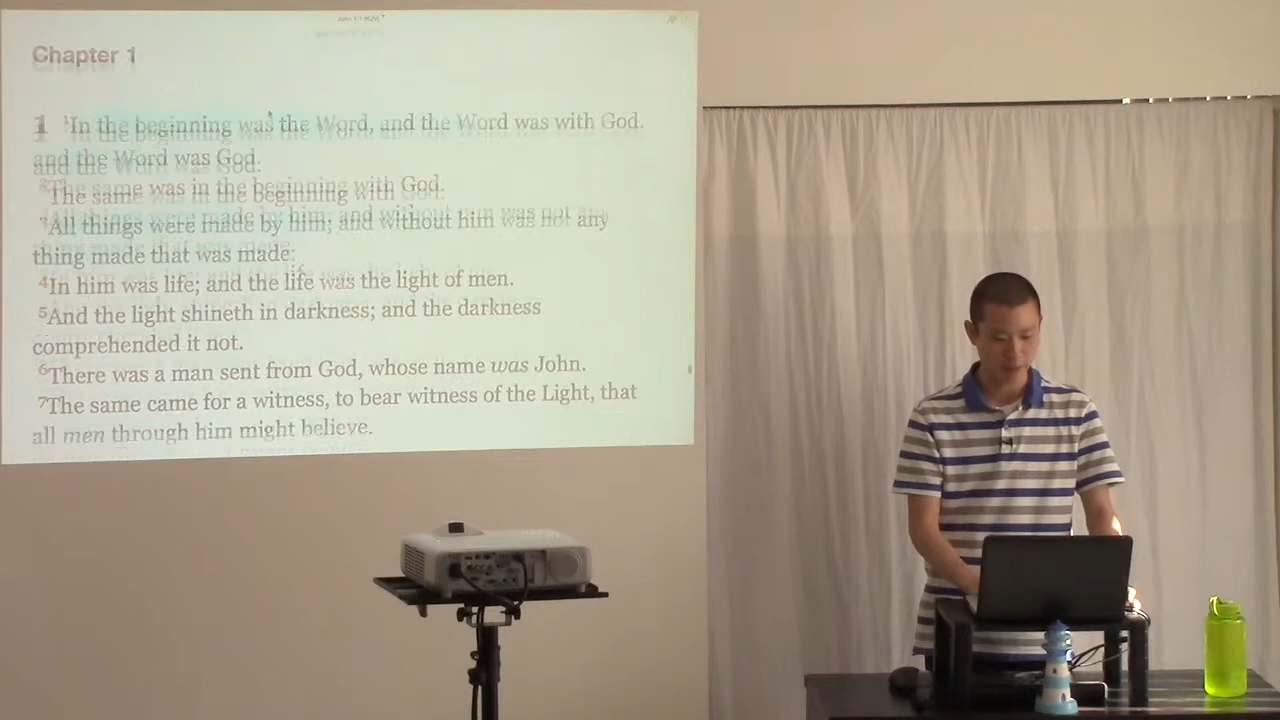 John 1:1 (KJV)
Chapter 1
1 1In the beginning was the Word, and the Word was with God.
and the Word was God.
2The same was in the beginning with God.
3All things were made by him; and without him was not any
thing made that was made:
4In him was life; and the life was the light of men.
5And the light shineth in darkness; and the darkness
comprehended it not.
6There was a man sent from God, whose name was John.
7The same came for a witness, to bear witness of the Light, that
all men through him might believe.